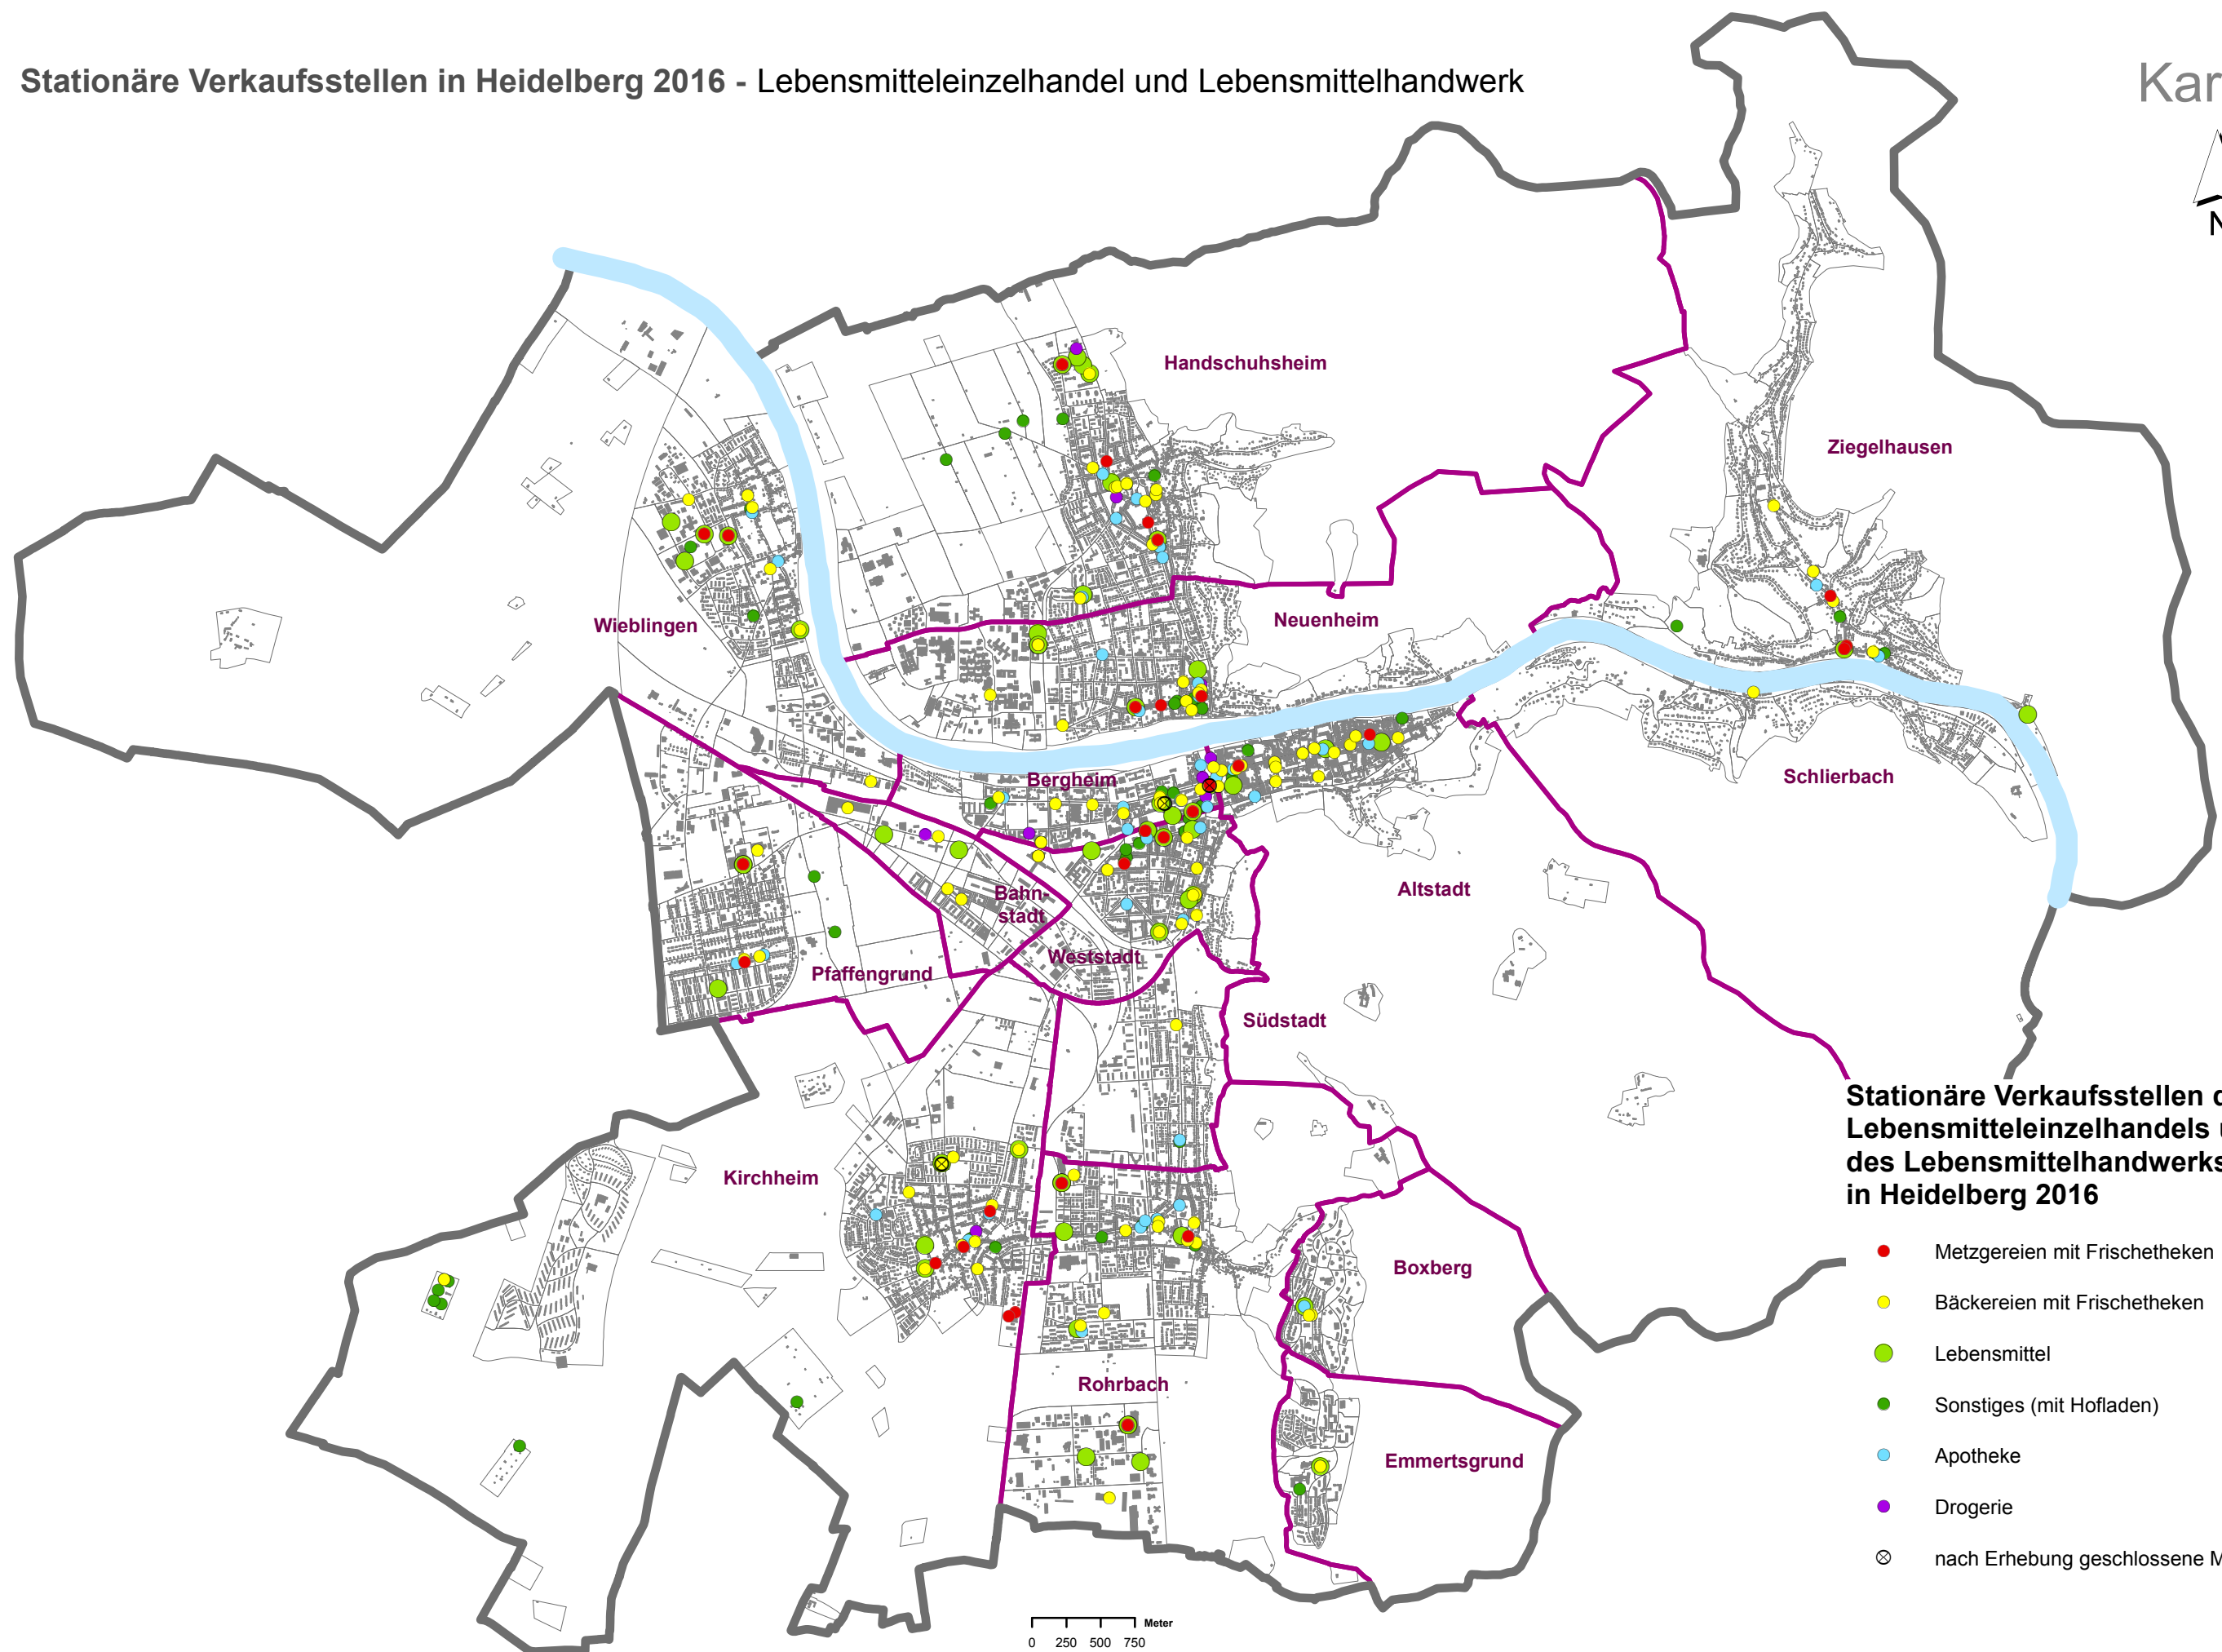 Stationäre Verkaufsstellen in Heidelberg 2016 - Lebensmitteleinzelhandel und Lebensmittelhandwerk
Kar
N
Handschuhsheim
Ziegelhausen
Neuenheim
Wieblingen
Bergheim
Schlierbach
Altstadt
Bahn-
stadt
Weststadt
Pfaffengrund
Südstadt
Kirchheim
Boxberg
Rohrbach
Emmertsgrund
Stationäre Verkaufsstellen d
Lebensmitteleinzelhandels u
des Lebensmittelhandwerks
in Heidelberg 2016
Metzgereien mit Frischetheken
Bäckereien mit Frischetheken
Lebensmittel
Sonstiges (mit Hofladen)
Apotheke
Drogerie
nach Erhebung geschlossene M
Meter
0 250 500 750